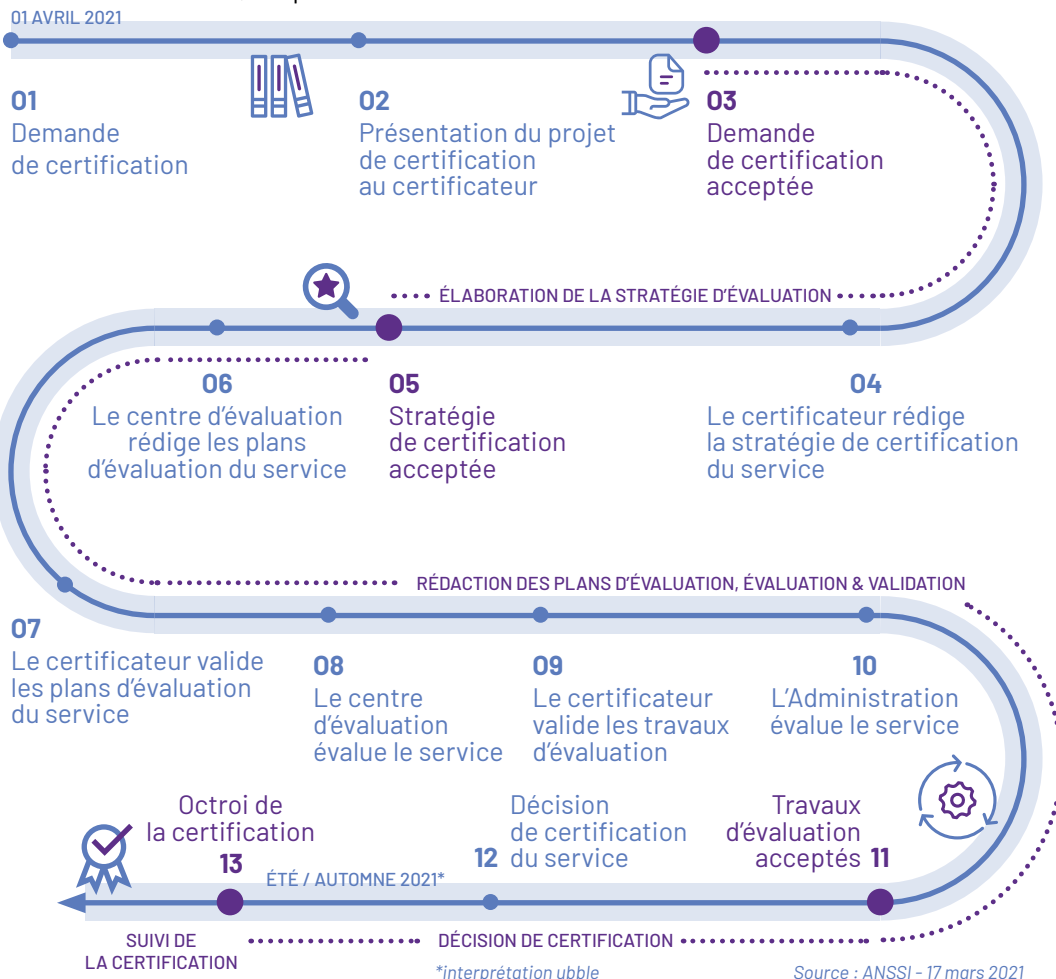 01 AVRIL 2021
01
Demande
de certification
02
Présentation du projet
de certification
au certificateur
03
Demande
de certification
acceptée
ÉLABORATION DE LA STRATÉGIE D'ÉVALUATION
04
Le certificateur rédige
la stratégie de certification
du service
05
Stratégie
de certification
acceptée
06
Le centre d'évaluation
rédige les plans
d'évaluation du service
RÉDACTION DES PLANS D'ÉVALUATION, ÉVALUATION & VALIDATION
07
Le certificateur valide
les plans d'évaluation
du service
08
Le centre
d'évaluation
évalue le service
09
Le certificateur
valide les travaux
d'évaluation
10
L'Administration
évalue le service
Travaux
d'évaluation
acceptés 11
Décision
de certification
12 du service
Octroi de
la certification
13
ÉTÉ / AUTOMNE 2021*
SUIVI DE
LA CERTIFICATION
DÉCISION DE CERTIFICATION
*interprétation ubble
Source : ANSSI - 17 mars 2021